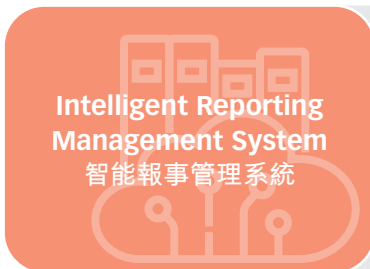 Intelligent Reporting
Management System
智能報事管理系統